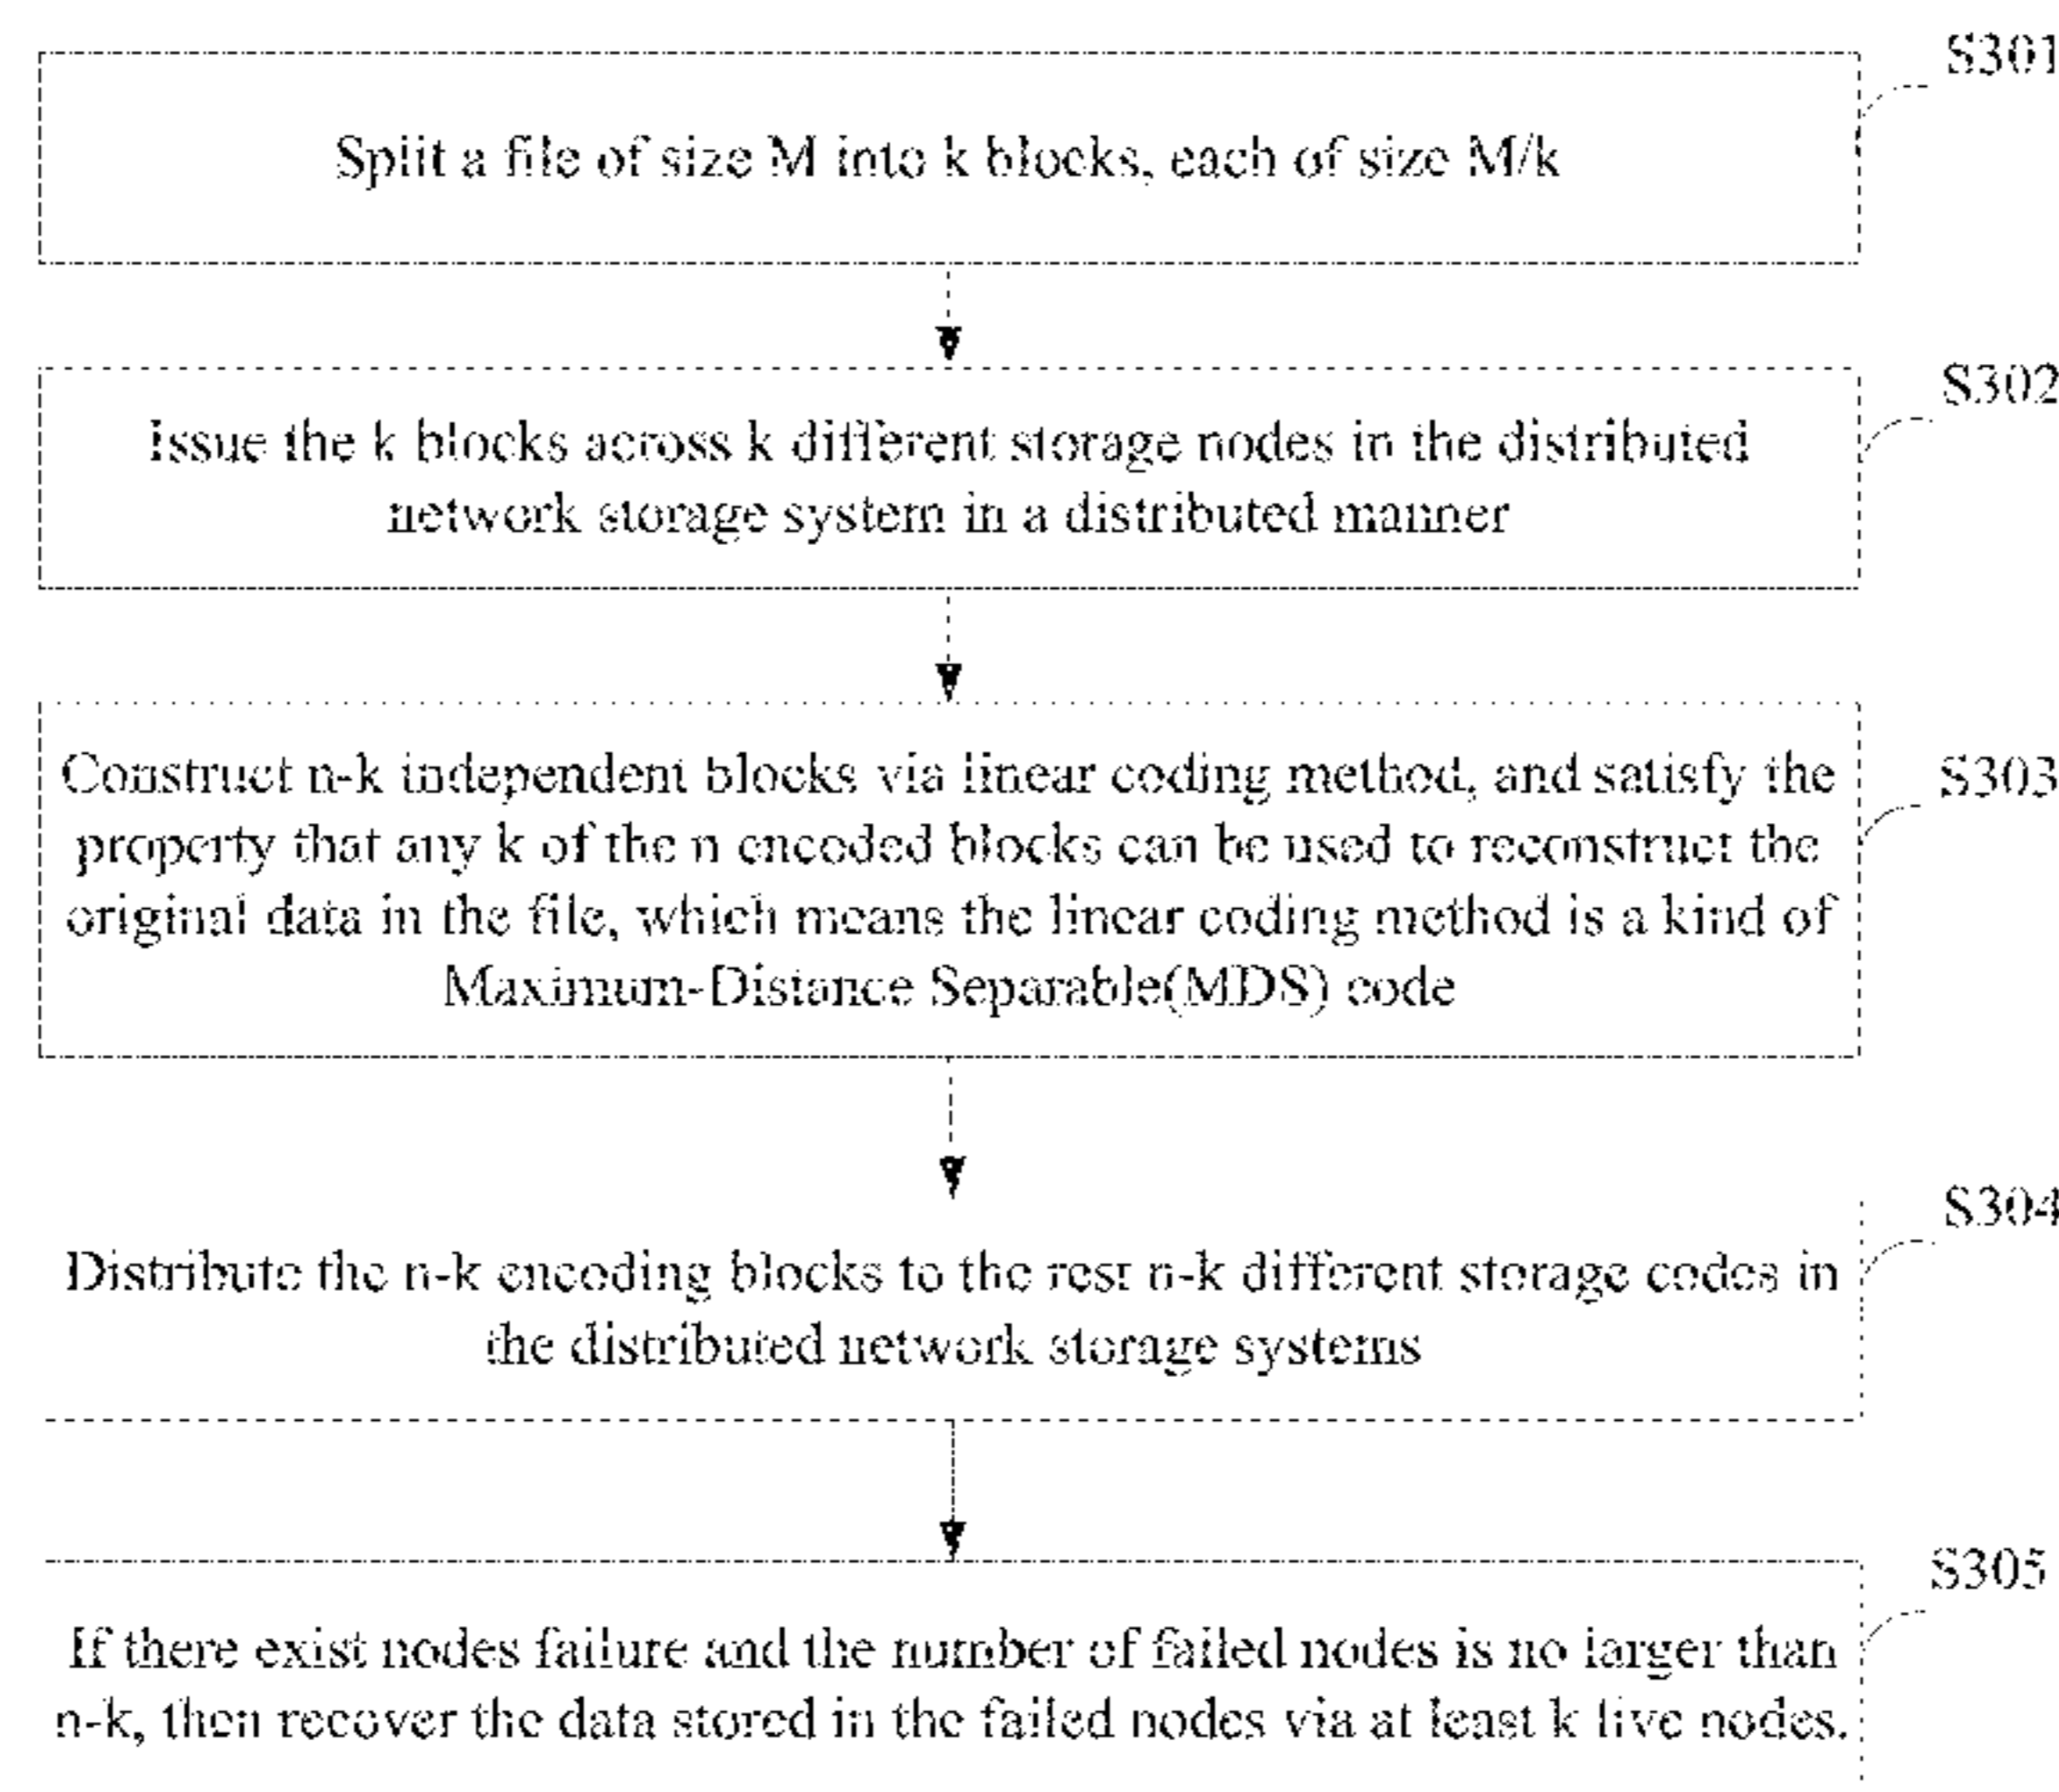 S301
Split a file of size M into k blocks, each of size M/k
S302
Issue the k blocks across k different storage nodes in the distributed
network storage system in a distributed manner
Construct n-k independent blocks via linear coding method, and satisfy the
S303
property that any k of the n encoded blocks can be used to reconstruct the
original data in the file, which means the linear coding method is a kind of
Maximum-Distance Separable(MDS) code
S304
Distribute the n-k encoding blocks to the rest n-k different storage codes in
the distributed network storage systems
S305
If there exist nodes failure and the number of failed nodes is no larger than
n-k, then recover the data stored in the failed nodes via at least k live nodes.